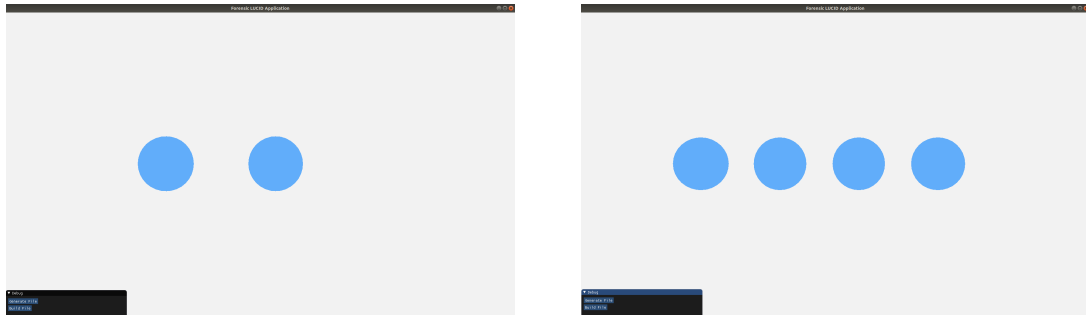 Forensic LUCID Application
Debug
Generate File
Build File
Forensic LUCID Application
Debug
Generate File
Build File